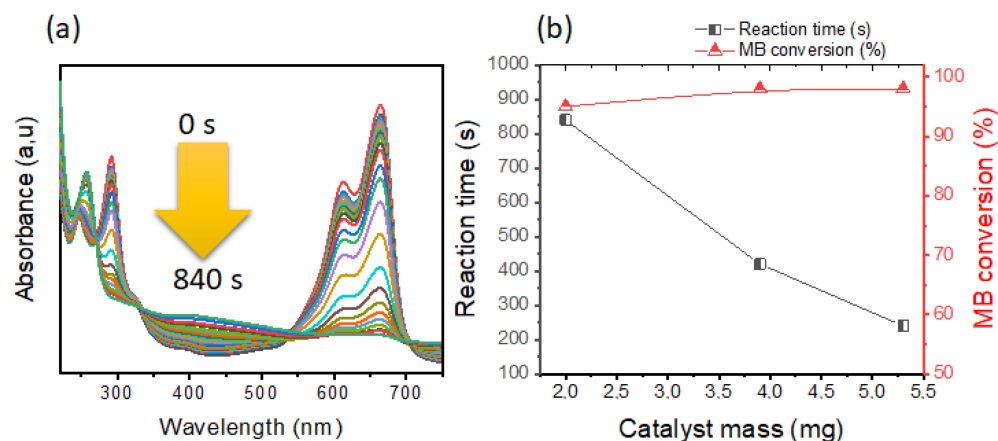 (a)
0 s
840 s
Absorbance (a,u)
300 400 500 600 700
Wavelength (nm)
(b)
Reaction time (s)
MB conversion (%)
1000
900
800
700
600
500
400
300
200
100
Reaction time (s)
100
90
80
70
60
50
MB conversion (%)
2,0 2,5 3,0 3,5 4,0 4,5 5,0 5,5
Catalyst mass (mg)